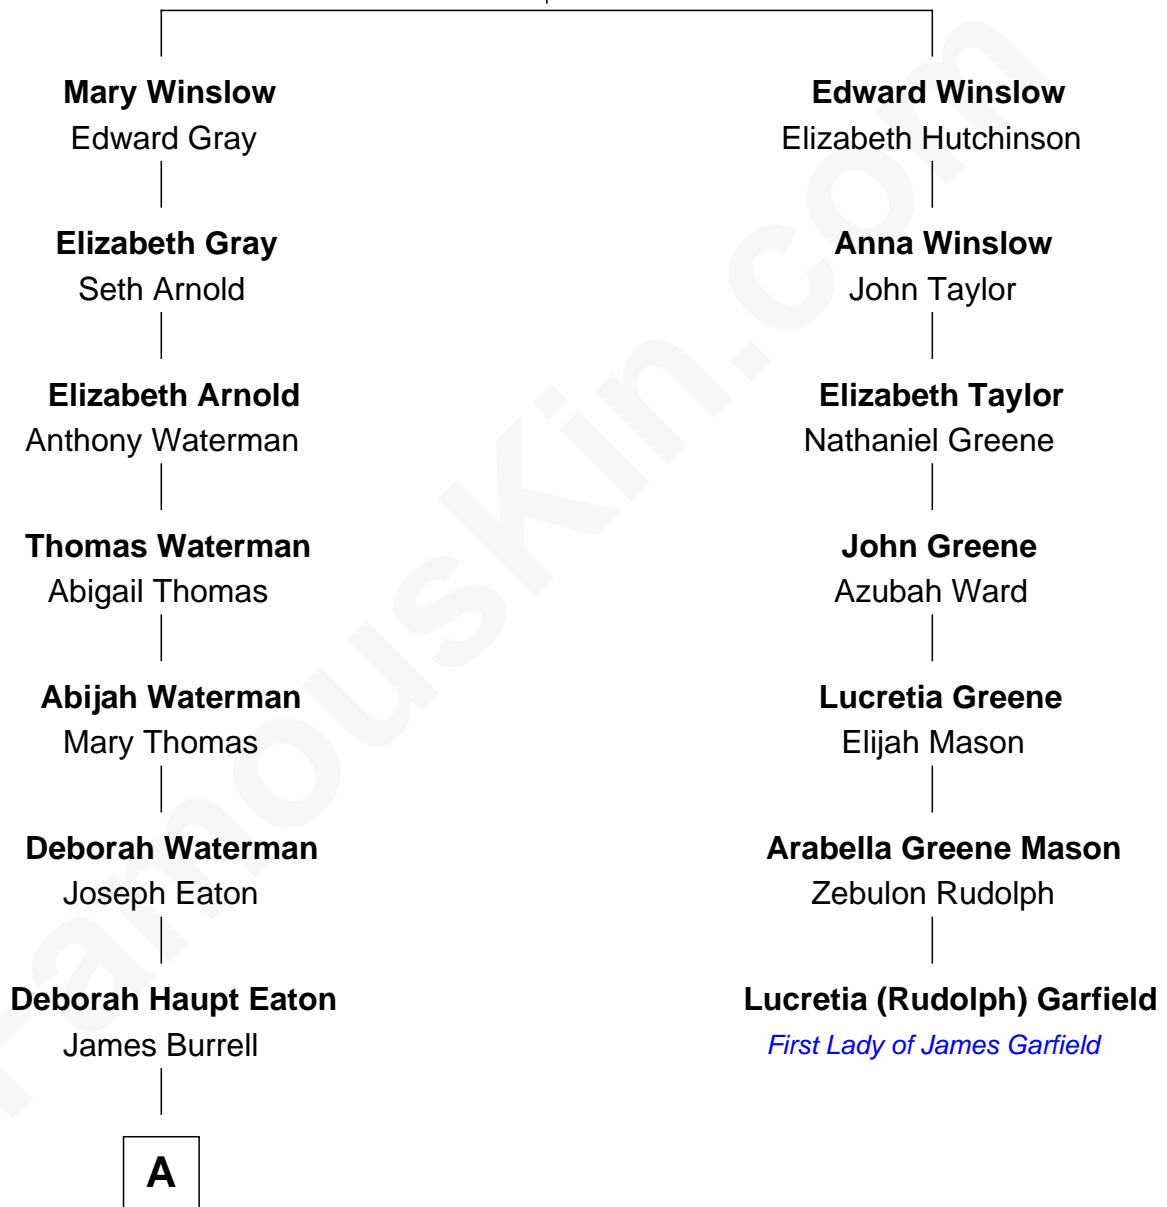 Mary Winslow
Edward Gray
Edward Winslow
Elizabeth Hutchinson
Elizabeth Gray
Seth Arnold
Anna Winslow
John Taylor
Elizabeth Arnold
Anthony Waterman
Elizabeth Taylor
Nathaniel Greene
Thomas Waterman
Abigail Thomas
John Greene
Azubah Ward
Abijah Waterman
Mary Thomas
Lucretia Greene
Elijah Mason
Deborah Waterman
Joseph Eaton
Arabella Greene Mason
Zebulon Rudolph
Deborah Haupt Eaton
James Burrell
Lucretia (Rudolph) Garfield
First Lady of James Garfield
A
FamousKin.com